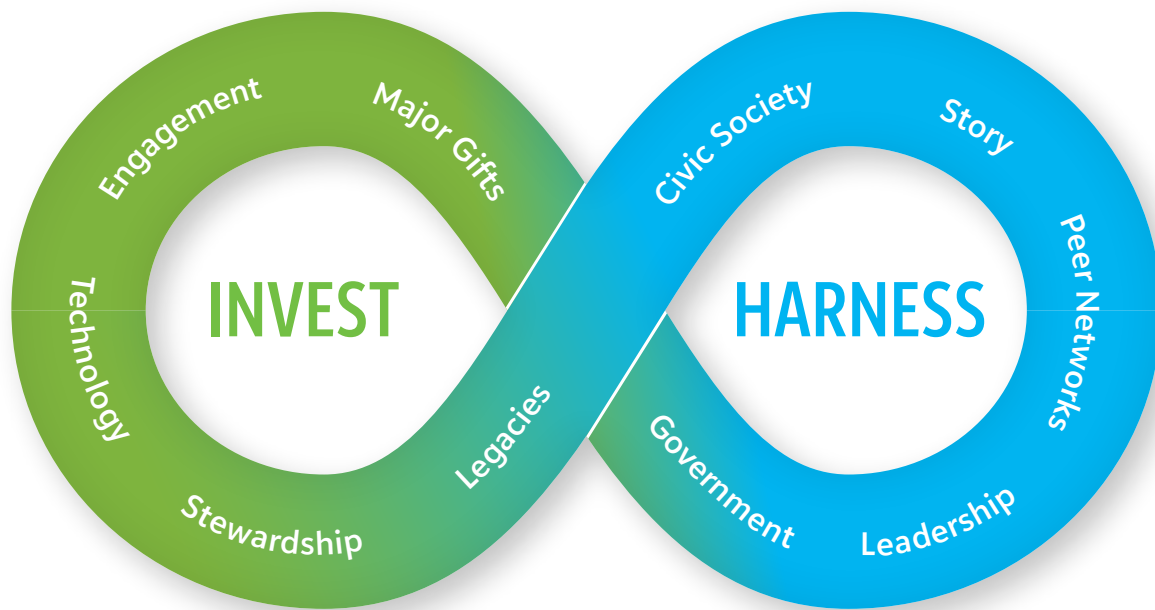 Engagement
Major Gifts
Technology
Stewardship
Legacies
INVEST
Civic Society
Story
Peer Networks
Leadership
Government
HARNESS